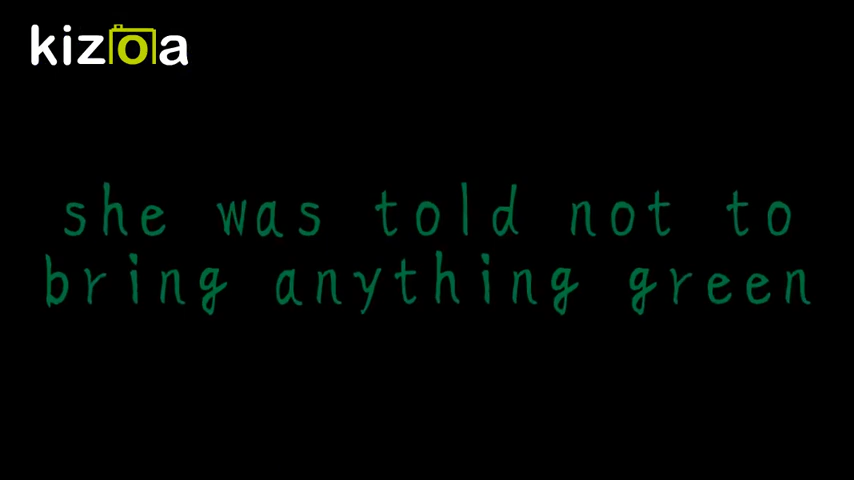 kizoa
she was told not to
bring anything green